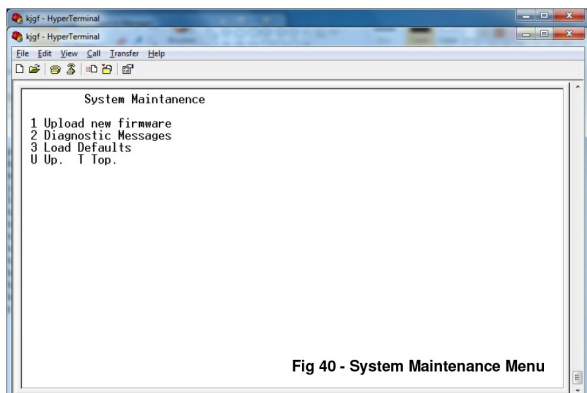 kjgf - HyperTerminal
kjgf - HyperTerminal
File Edit View Call Transfer Help
System Maintanence
1 Upload new firmware
2 Diagnostic Messages
3 Load Defaults
U Up. T Top.
Fig 40 - System Maintenance Menu